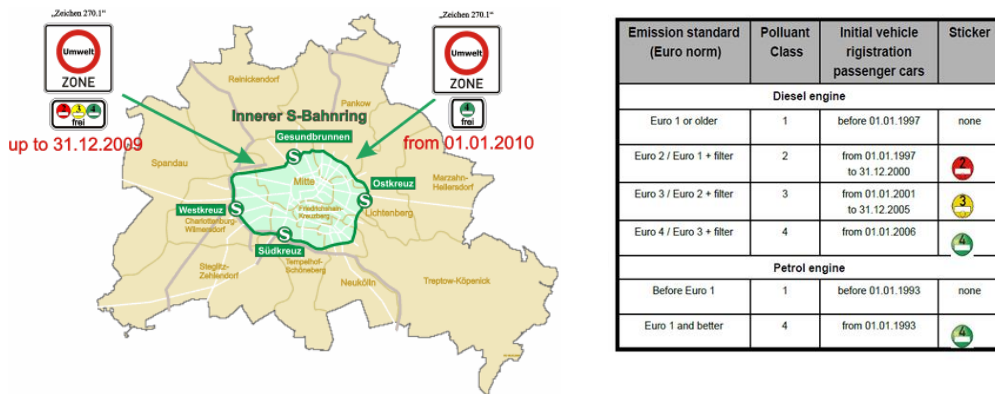 „Zeichen 270.1"
Umwelt
ZONE
2 3 4
frei
up to 31.12.2009
„Zeichen 270.1"
Umwelt
ZONE
4
frei
from 01.01.2010
Reinickendorf
Pankow
Innerer S-Bahnring
Gesundbrunnen
S
Spandau
Mitte
Marzahn-
Hellersdorf
Ostkreuz
S
Friedrichshain-
Kreuzberg
Lichtenberg
Westkreuz
S
Charlottenburg-
Wilmersdorf
S
Südkreuz
Tempelhof-
Schöneberg
Steglitz-
Zehlendorf
Neukölln
Treptow-Köpenick
Emission standard Polluant Initial vehicle Sticker
(Euro norm) Class rigistration
passenger cars
Diesel engine
Euro 1 or older 1 before 01.01.1997 none
Euro 2 / Euro 1 + filter 2 from 01.01.1997
to 31.12.2000 2
Euro 3 / Euro 2 + filter 3 from 01.01.2001
to 31.12.2005 3
Euro 4 / Euro 3 + filter 4 from 01.01.2006
4
Petrol engine
Before Euro 1 1 before 01.01.1993 none
Euro 1 and better 4 from 01.01.1993
4